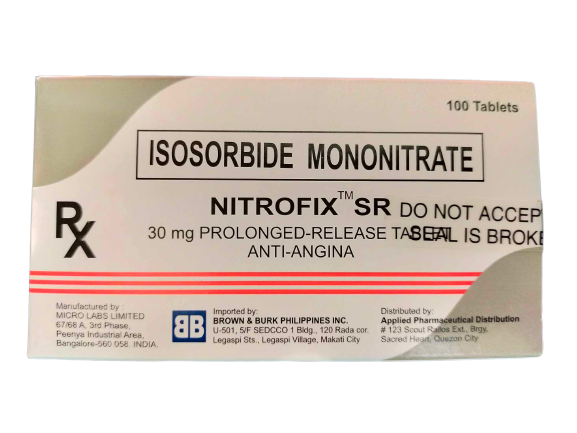 100 Tablets
ISOSORBIDE MONONITRATE
Rx
NITROFIX™ SR
30 mg PROLONGED-RELEASE TABLET
ANTI-ANGINA
DO NOT ACCEP
SEAL IS BROKE
Manufactured by :
MICRO LABS LIMITED
67/68 A, 3rd Phase,
Peenya Industrial Area,
Bangalore-560 058. INDIA.
BB
Imported by:
BROWN & BURK PHILIPPINES INC.
U-501, 5/F SEDCCO 1 Bldg., 120 Rada cor.
Legaspi Sts., Legaspi Village, Makati City
Distributed by:
Applied Pharmaceutical Distribution
# 123 Scout Rallos Ext., Brgy,
Sacred Heart, Quezon City